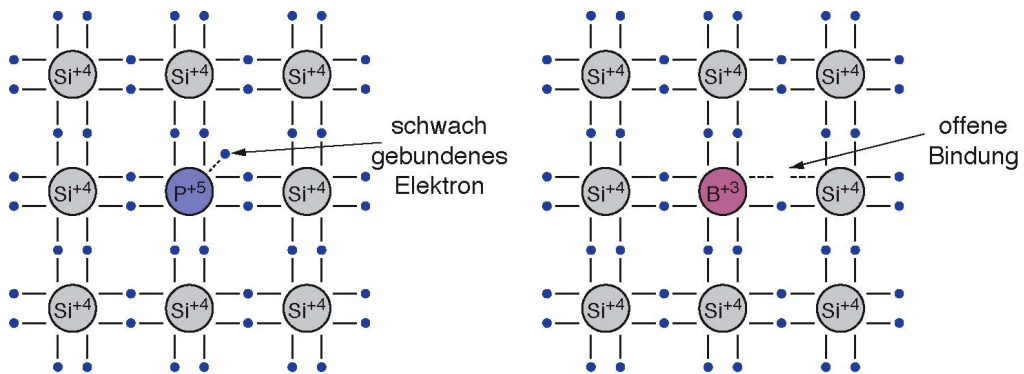 Si+4 Si+4 Si+4
schwach
gebundenes
Elektron
Si+4 P+5 Si+4
Si+4 Si+4 Si+4
Si+4 Si+4 Si+4
offene
Bindung
Si+4 B+3 Si+4
Si+4 Si+4 Si+4